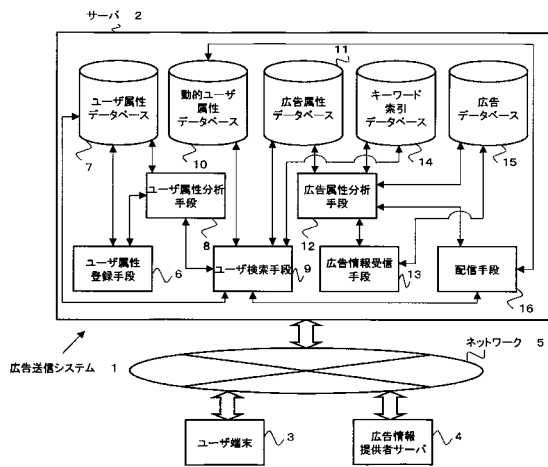 サーバ 2
ユーザ属性
データベース
7
動的ユーザ
属性
データベース
10
広告属性
データベース
11
キーワード
索引
データベース
14
広告
データベース
15
ユーザ属性分析
手段
8
広告属性分析
手段
12
ユーザ属性
登録手段
6
ユーザ検索手段
9
広告情報受信
手段
13
配信手段
16
広告送信システム 1
ネットワーク 5
ユーザ端末
3
広告情報
提供者サーバ
4